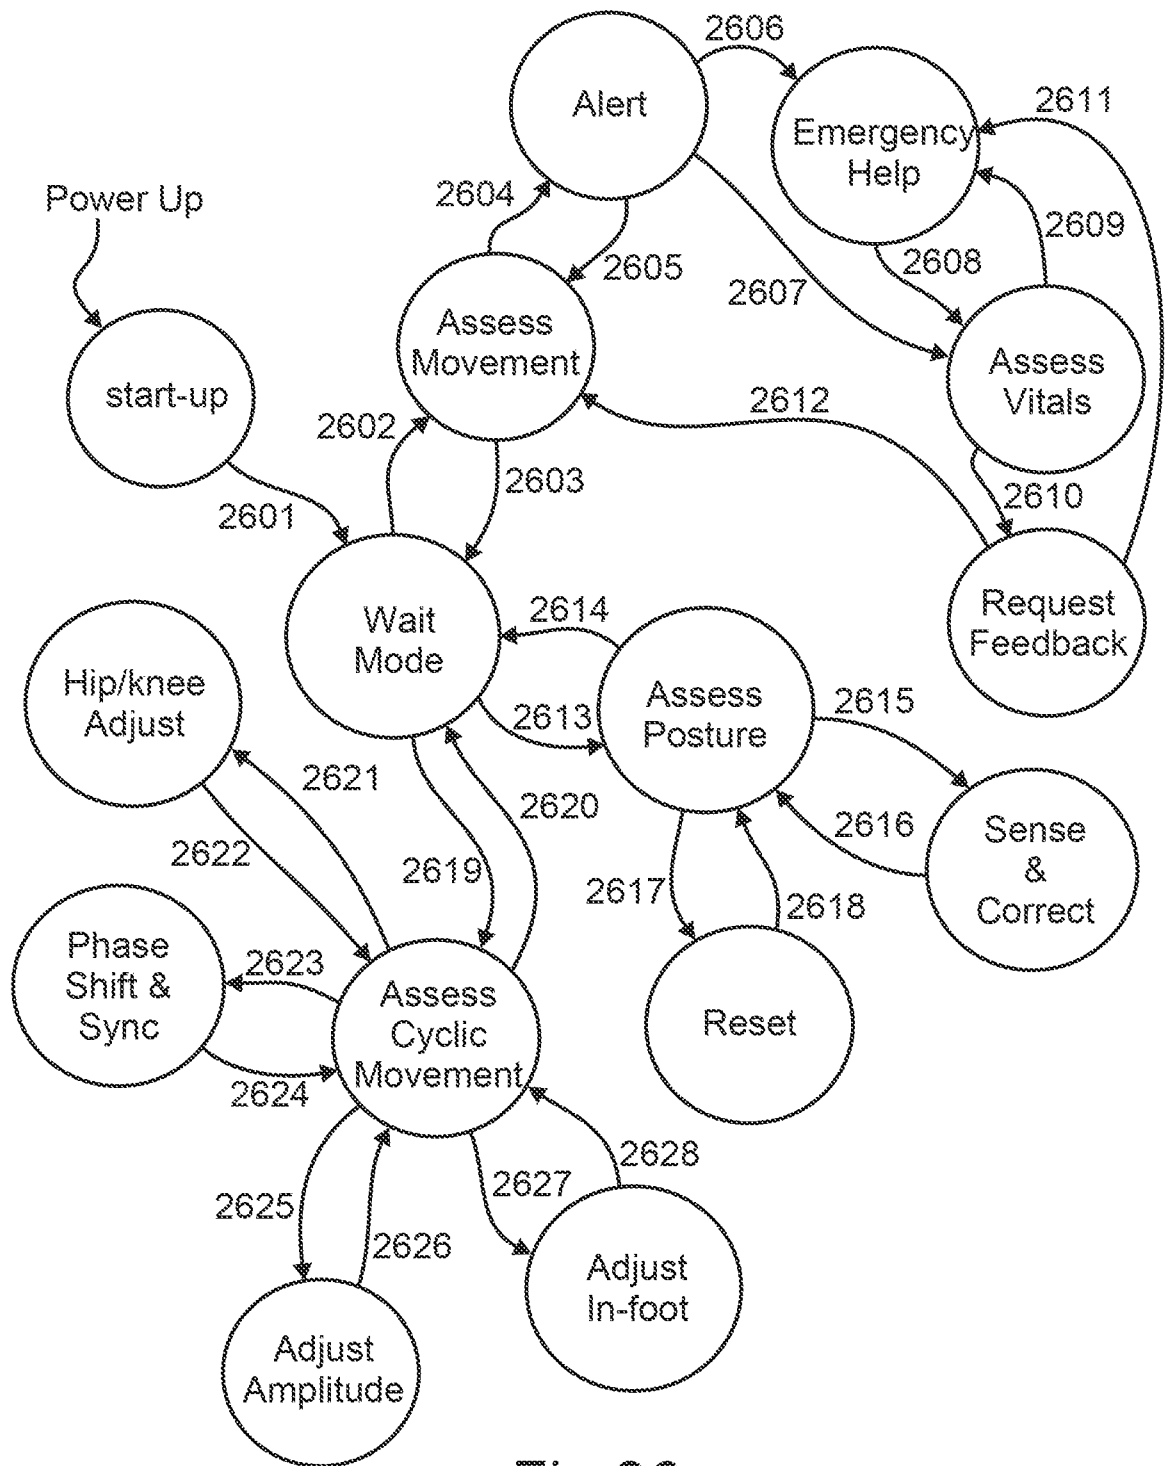 2606
Alert
2611
Emergency
Help
Power Up
2604
2609
2605
2608
2607
Assess
Movement
Assess
Vitals
start-up
2612
2602
2603
2610
2601
Request
Feedback
Wait
Mode
2614
Hip/knee
Adjust
Assess
Posture
2615
2613
2621
2620
2616
Sense
&
Correct
2622
2619
2617
2618
Phase
Shift &
Sync
2623
Assess
Cyclic
Movement
Reset
2624
2628
2627
2625
2626
Adjust
In-foot
Adjust
Amplitude